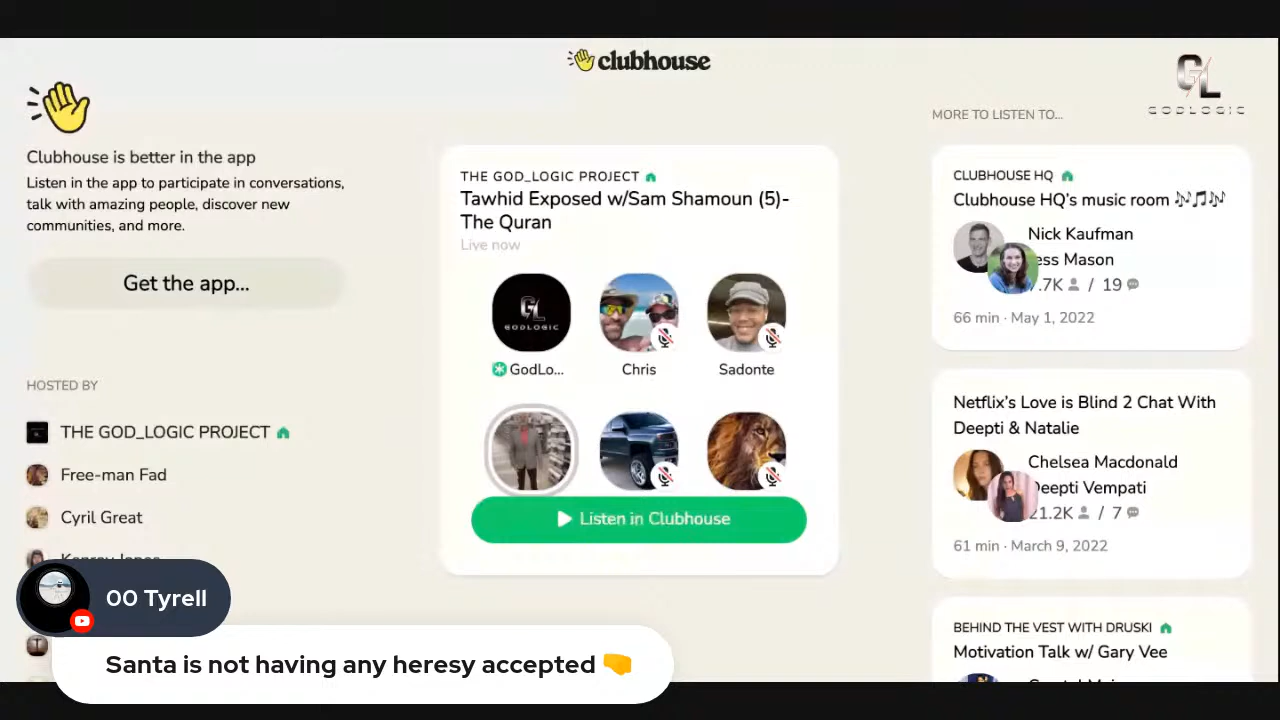 clubhouse
GL
GODLOGIC
Clubhouse is better in the app
Listen in the app to participate in conversations,
talk with amazing people, discover new
communities, and more.
Get the app...
HOSTED BY
THE GOD_LOGIC PROJECT
Free-man Fad
Cyril Great
THE GOD_LOGIC PROJECT
Tawhid Exposed w/Sam Shamoun (5)-
The Quran
Live now
GL
GODLOGIC
GodLo...
Chris
Sadonte
Listen in Clubhouse
MORE TO LISTEN TO...
CLUBHOUSE HQ
Clubhouse HQ's music room 🎶🎵🎶
Nick Kaufman
ess Mason
.7K / 19
66 min · May 1, 2022
Netflix's Love is Blind 2 Chat With
Deepti & Natalie
Chelsea Macdonald
Deepti Vempati
21.2K / 7
61 min · March 9, 2022
BEHIND THE VEST WITH DRUSKI
Motivation Talk w/ Gary Vee
00 Tyrell
Santa is not having any heresy accepted 🤜